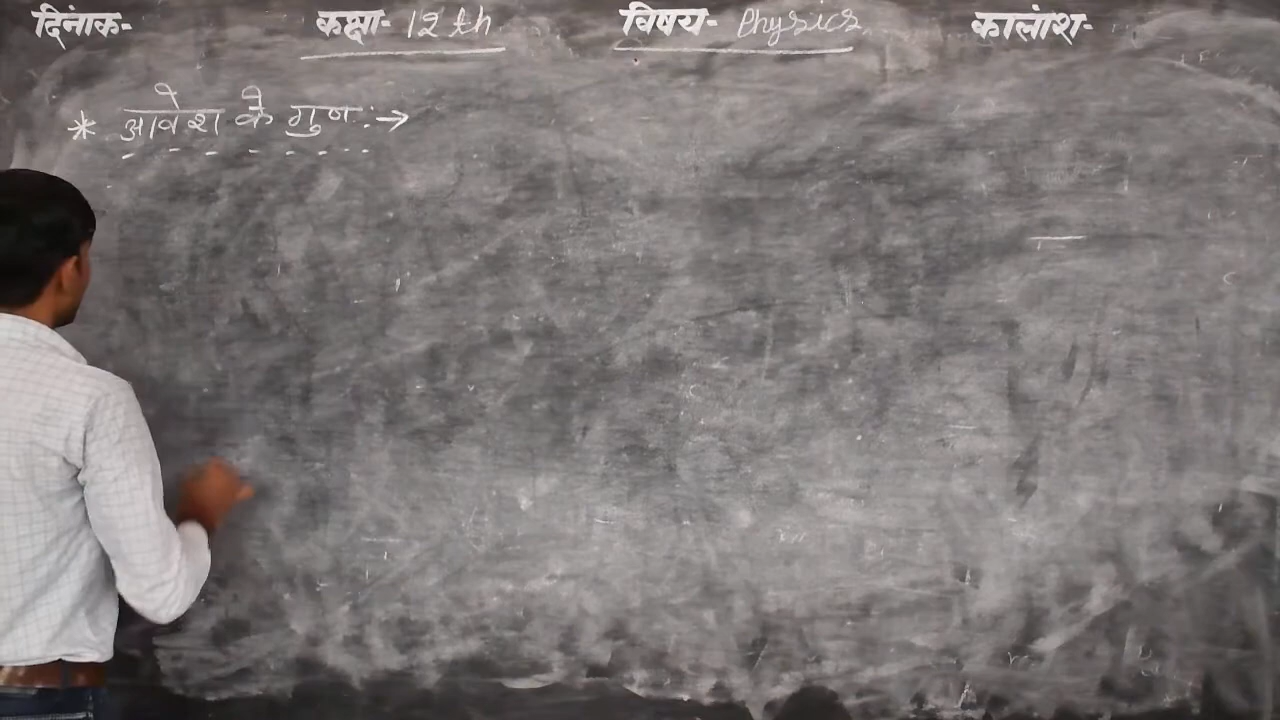 दिनांक- कक्षा- 12th विषय- Physics कालांश-
* आवेश के गुण :→